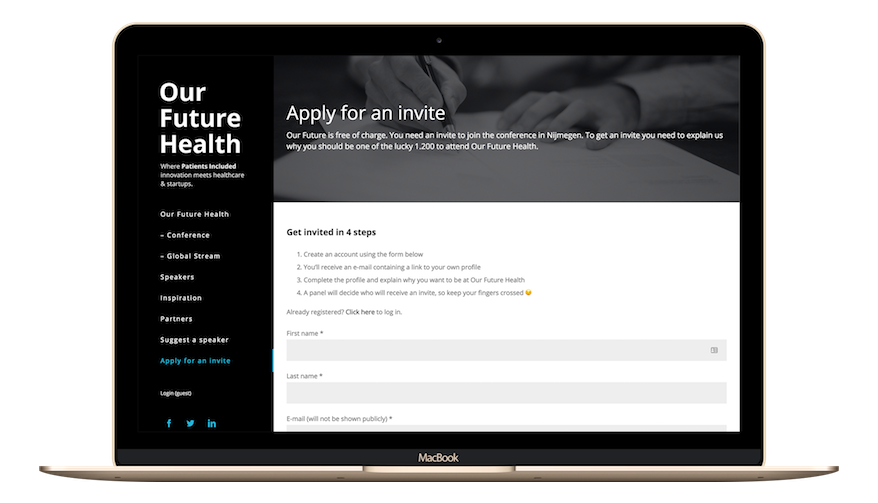 Our
Future
Health
Where Patients Included
innovation meets healthcare
& startups.
Our Future Health
– Conference
– Global Stream
Speakers
Inspiration
Partners
Suggest a speaker
Apply for an invite
Login (guest)
Apply for an invite
Our Future is free of charge. You need an invite to join the conference in Nijmegen. To get an invite you need to explain us
why you should be one of the lucky 1.200 to attend Our Future Health.
Get invited in 4 steps
1. Create an account using the form below
2. You'll receive an e-mail containing a link to your own profile
3. Complete the profile and explain why you want to be at Our Future Health
4. A panel will decide who will receive an invite, so keep your fingers crossed 😉
Already registered? Click here to log in.
First name *
Last name *
E-mail (will not be shown publicly) *
MacBook